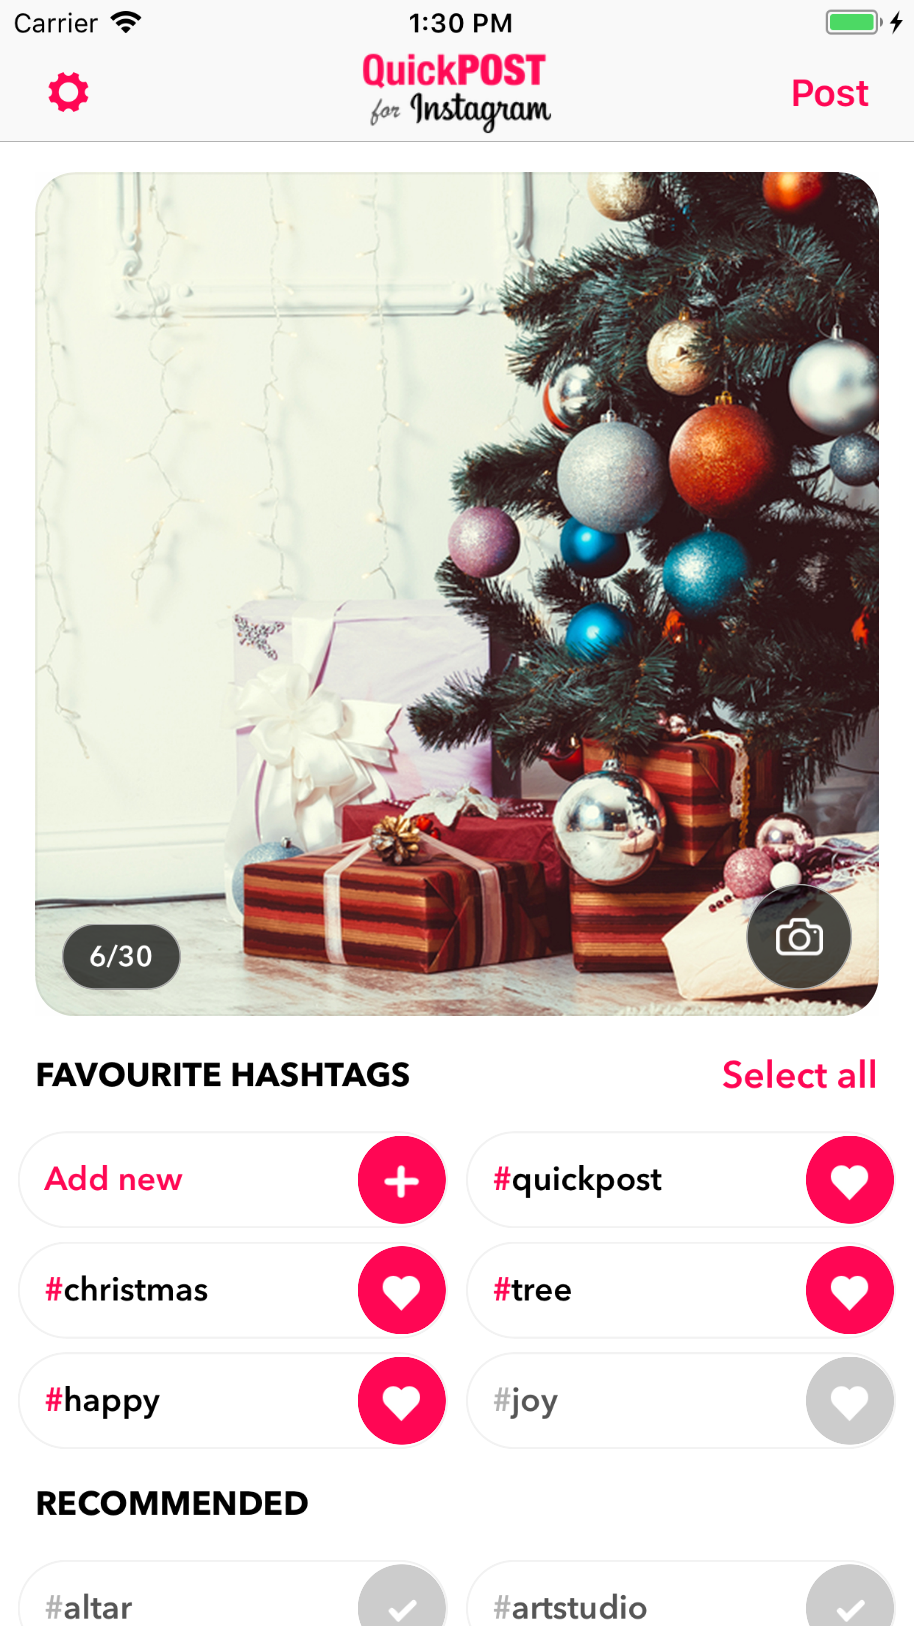 Carrier 1:30 PM
QuickPOST
for Instagram
Post
6/30
FAVOURITE HASHTAGS Select all
Add new #quickpost
#christmas #tree
#happy #joy
RECOMMENDED
#altar #artstudio